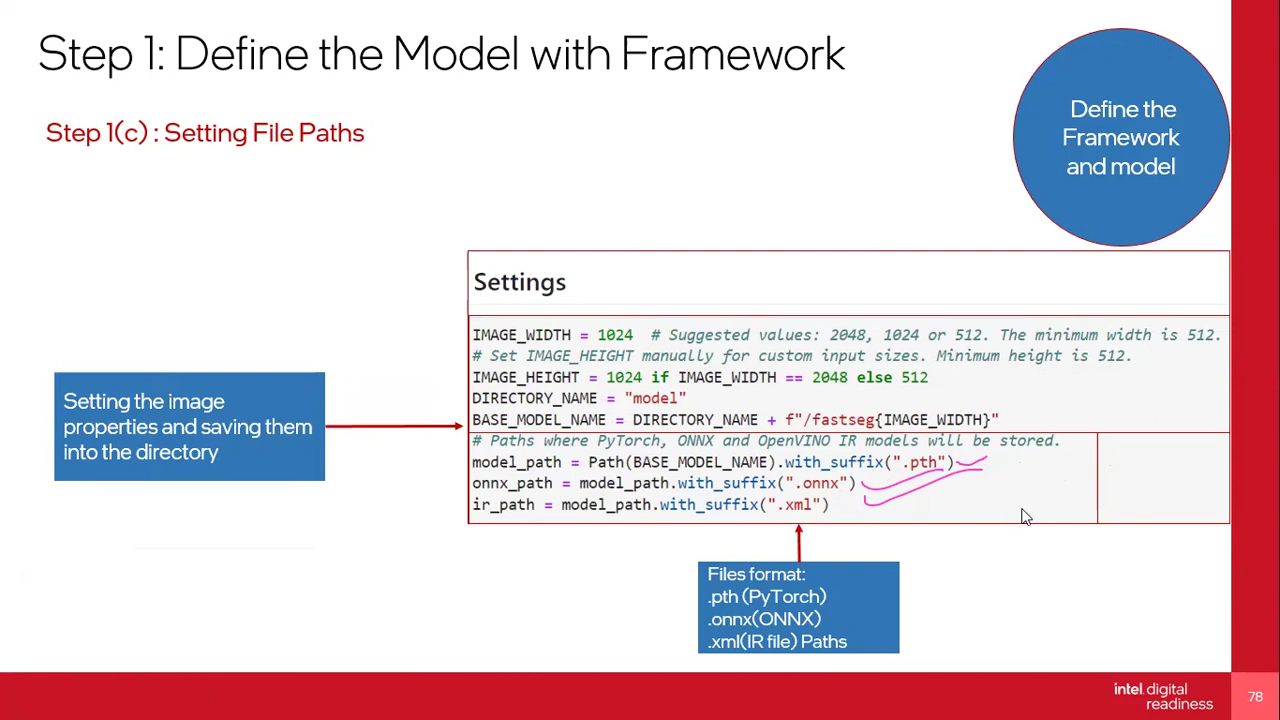 Step 1: Define the Model with Framework
Define the
Framework
and model
Step 1(c) : Setting File Paths
Settings
IMAGE_WIDTH = 1024  # Suggested values: 2048, 1024 or 512. The minimum width is 512.
# Set IMAGE_HEIGHT manually for custom input sizes. Minimum height is 512.
IMAGE_HEIGHT = 1024 if IMAGE_WIDTH == 2048 else 512
DIRECTORY_NAME = "model"
BASE_MODEL_NAME = DIRECTORY_NAME + f"/fastseg{IMAGE_WIDTH}"
# Paths where PyTorch, ONNX and OpenVINO IR models will be stored.
model_path = Path(BASE_MODEL_NAME).with_suffix(".pth")
onnx_path = model_path.with_suffix(".onnx")
ir_path = model_path.with_suffix(".xml")
Setting the image
properties and saving them
into the directory
Files format:
.pth (PyTorch)
.onnx(ONNX)
.xml(IR file) Paths
intel. digital
readiness
78